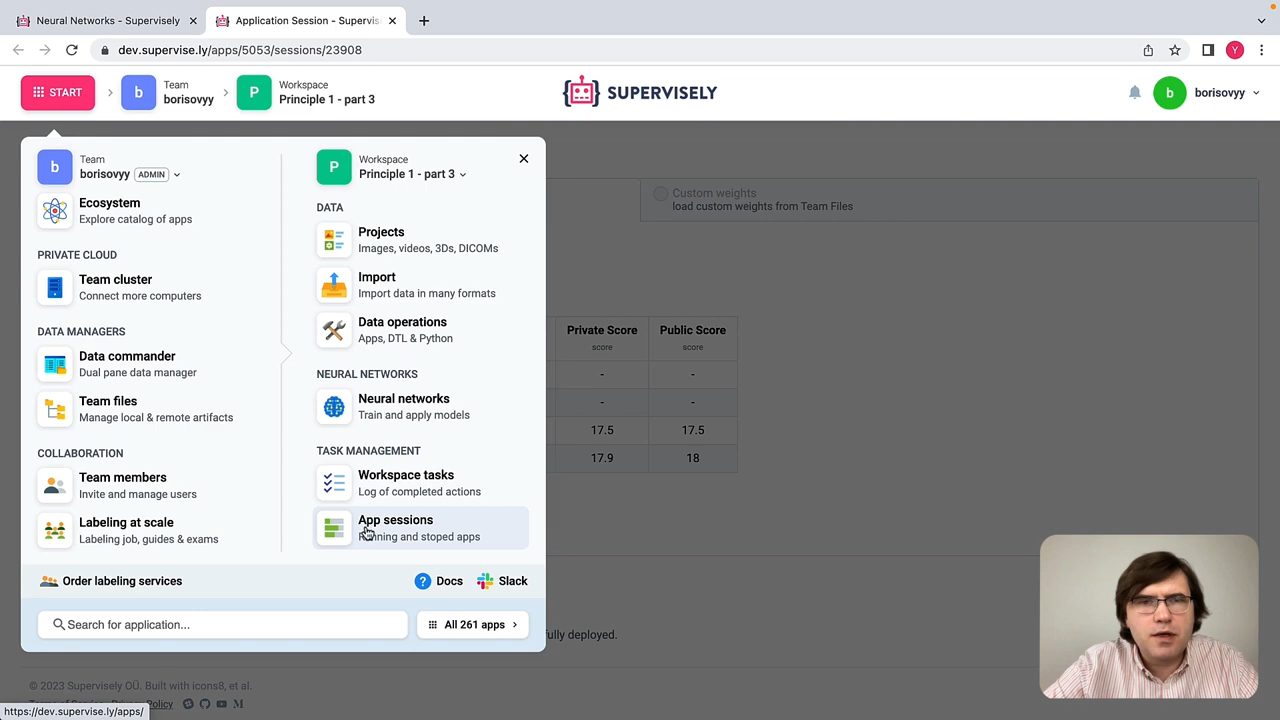 Neural Networks - Supervisely
Application Session - Supervis
dev.supervise.ly/apps/5053/sessions/23908
Y
START
b
Team
borisovyy
P
Workspace
Principle 1 - part 3
SUPERVISELY
b
borisovyy
b
Team
borisovyy ADMIN
Ecosystem
Explore catalog of apps
PRIVATE CLOUD
Team cluster
Connect more computers
DATA MANAGERS
Data commander
Dual pane data manager
Team files
Manage local & remote artifacts
COLLABORATION
Team members
Invite and manage users
Labeling at scale
Labeling job, guides & exams
P
Workspace
Principle 1 - part 3
DATA
Projects
Images, videos, 3Ds, DICOMs
Import
Import data in many formats
Data operations
Apps, DTL & Python
NEURAL NETWORKS
Neural networks
Train and apply models
TASK MANAGEMENT
Workspace tasks
Log of completed actions
App sessions
nning and stoped apps
Order labeling services
? Docs
Slack
Search for application...
All 261 apps
Custom weights
load custom weights from Team Files
Private Score
score
Public Score
score
- -
- -
17.5 17.5
17.9 18
fully deployed.
© 2023 Supervisely OÜ. Built with icons8, et al.
Policy
https://dev.supervise.ly/apps/